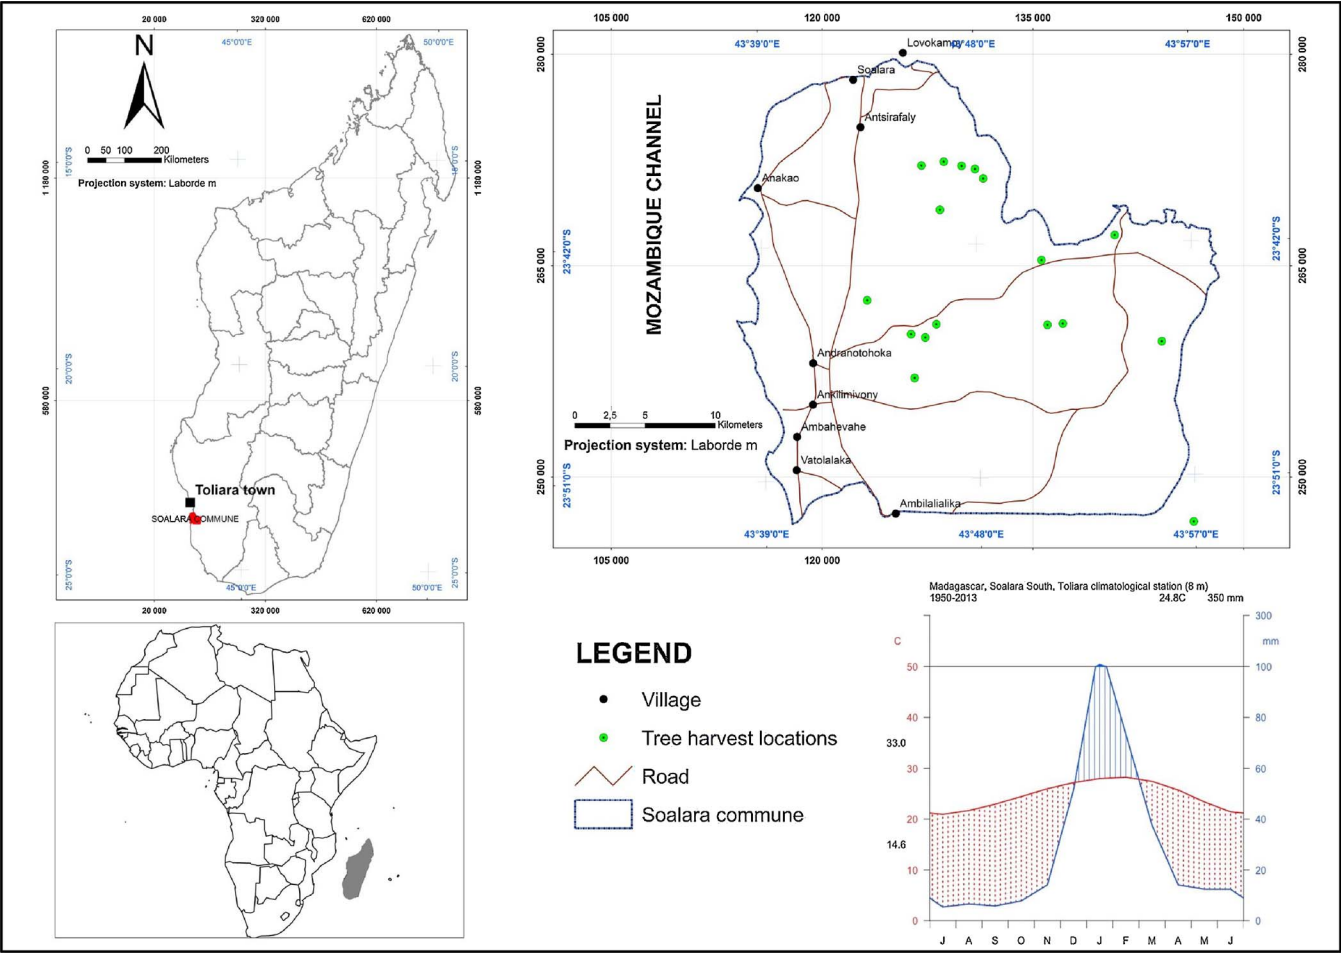 20 000 320 000 620 000
45°0'0"E 50°0'0"E
N
0 50 100 200
Kilometers
Projection system: Laborde m
15°0'0"S 15°0'0"S
1 180 000 1 180 000
20°0'0"S 20°0'0"S
580 000 580 000
Toliara town
SOALARA COMMUNE
25°0'0"S 25°0'0"S
45°0'0"E 50°0'0"E
20 000 320 000 620 000
105 000 120 000 135 000 150 000
43°39'0"E 43°48'0"E 43°57'0"E
280 000 280 000
Lovokampy
Soalara
Antsirafaly
MOZAMBIQUE CHANNEL
Anakao
23°42'0"S 23°42'0"S
265 000 265 000
Andranotohoka
Ankilimivony
0 2,5 5 10
Kilometers
Projection system: Laborde m
Ambahevahe
Vatolalaka
250 000 250 000
23°51'0"S 23°51'0"S
Ambilalialika
43°39'0"E 43°48'0"E 43°57'0"E
105 000 120 000
LEGEND
Village
Tree harvest locations
Road
Soalara commune
Madagascar, Soalara South, Toliara climatological station (8 m)
1950-2013 24.8C 350 mm
C
50
40
33.0
30
20
14.6
10
0
300
mm
100
80
60
40
20
0
J A S O N D J F M A M J